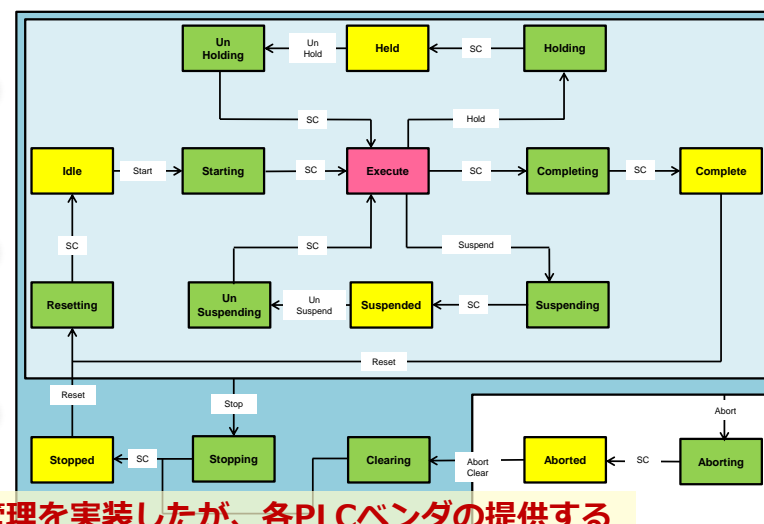 Un
Holding
Un
Hold
Held
SC
Holding
SC
Hold
Idle
Start
Starting
SC
Execute
SC
Completing
SC
Complete
SC
SC
Suspend
Resetting
Un
Suspending
Un
Suspend
Suspended
SC
Suspending
Reset
Reset
Stop
Abort
Stopped
SC
Stopping
Clearing
Abort
Clear
Aborted
SC
Aborting
管理を実装したが、各PLCベンダの提供する